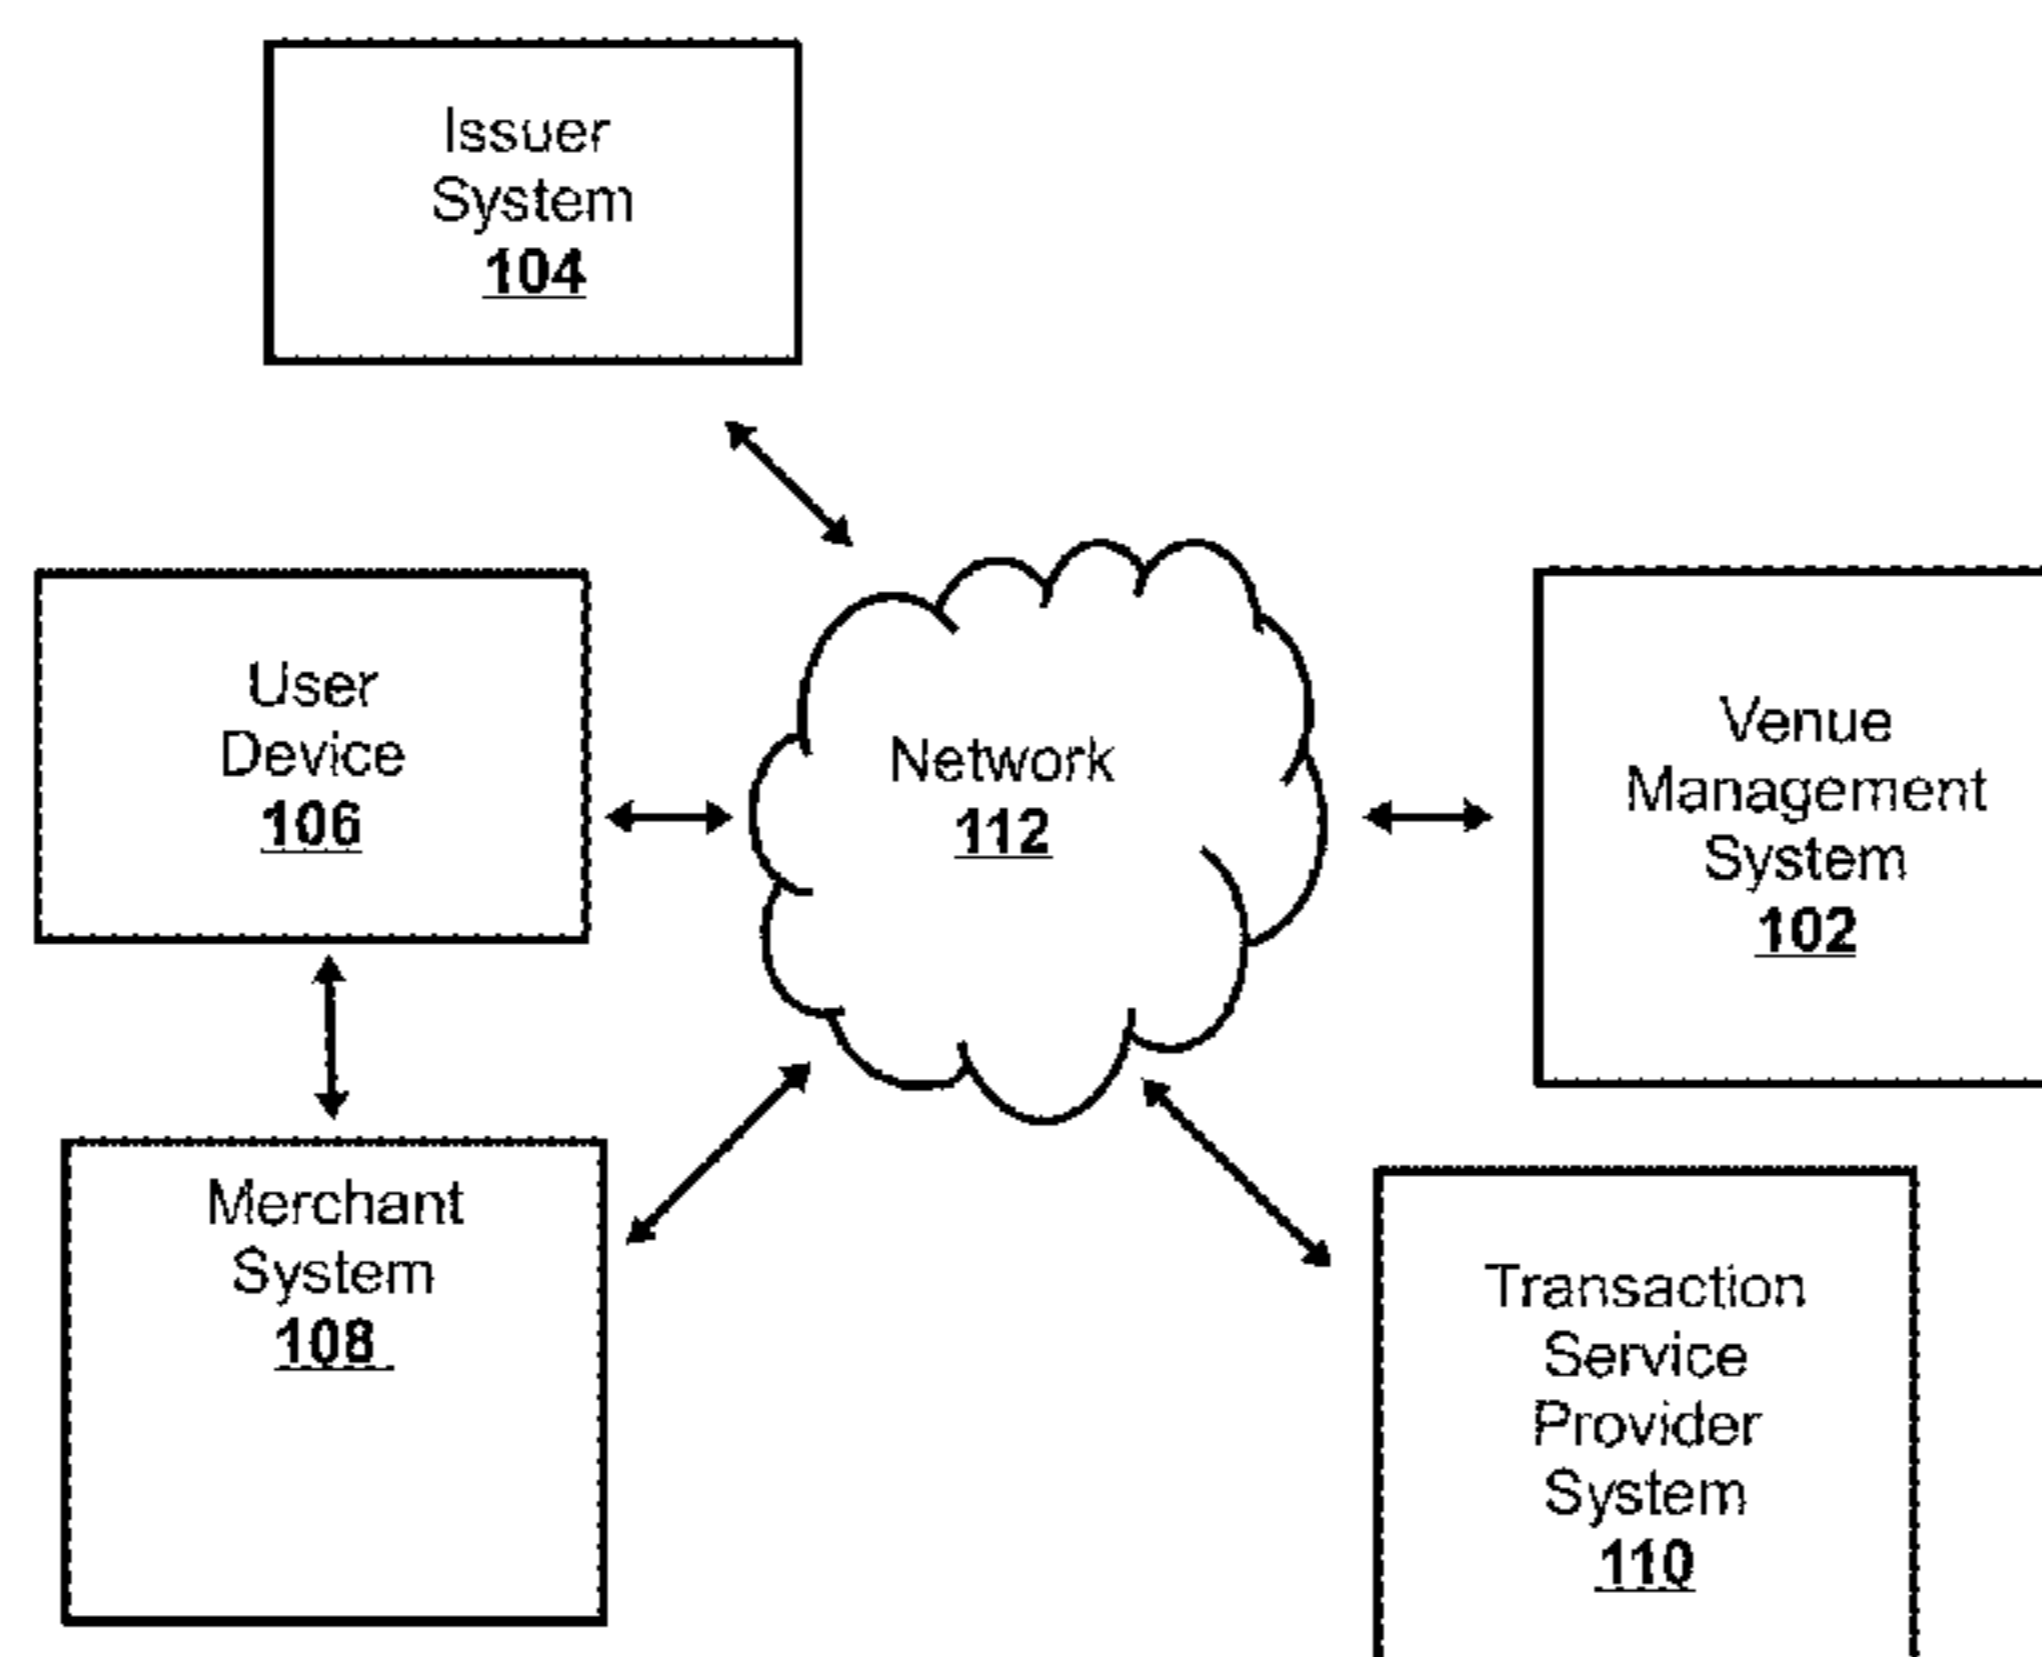 Issuer
System
104
User
Device
106
Network
112
Venue
Management
System
102
Merchant
System
108
Transaction
Service
Provider
System
110